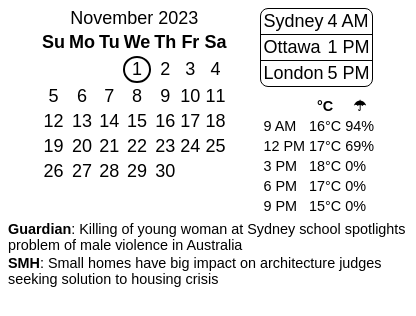 November 2023
Su Mo Tu We Th Fr Sa
1 2 3 4
5 6 7 8 9 10 11
12 13 14 15 16 17 18
19 20 21 22 23 24 25
26 27 28 29 30
Sydney 4 AM
Ottawa 1 PM
London 5 PM
°C ☂
9 AM 16°C 94%
12 PM 17°C 69%
3 PM 18°C 0%
6 PM 17°C 0%
9 PM 15°C 0%
Guardian: Killing of young woman at Sydney school spotlights
problem of male violence in Australia
SMH: Small homes have big impact on architecture judges
seeking solution to housing crisis